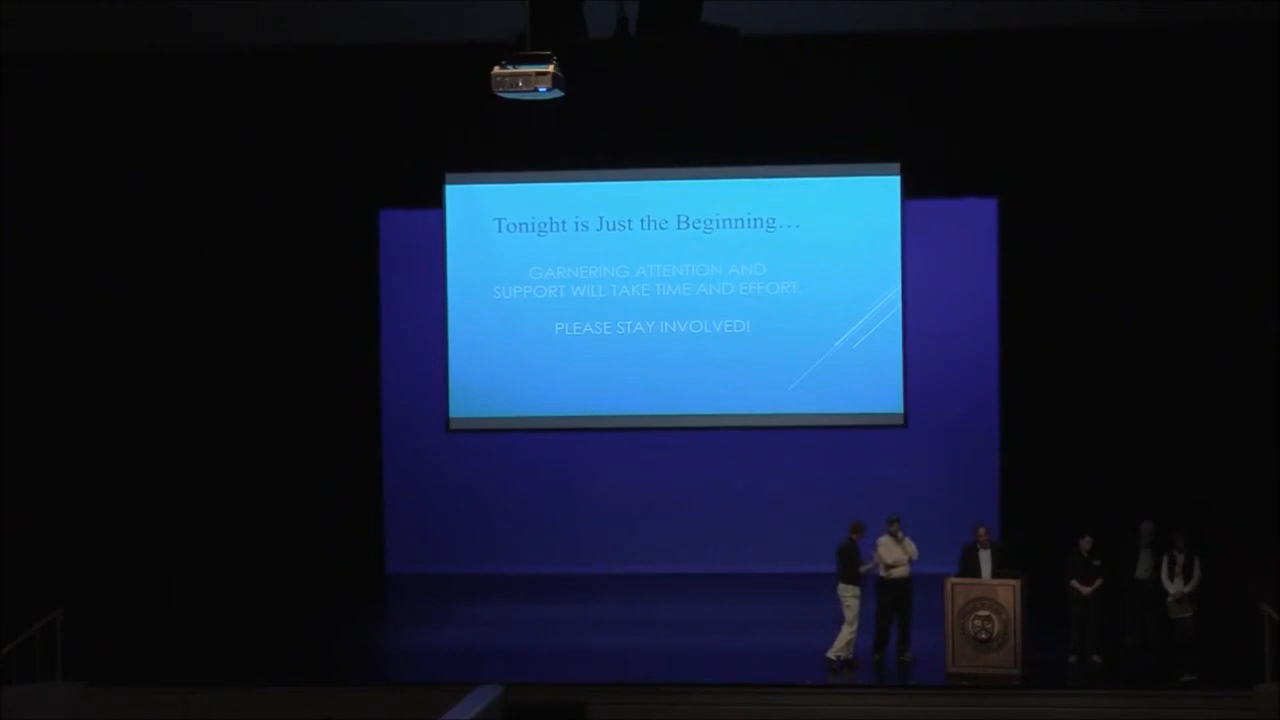 Tonight is Just the Beginning...
GARNERING ATTENTION AND
SUPPORT WILL TAKE TIME AND EFFORT.
PLEASE STAY INVOLVED!